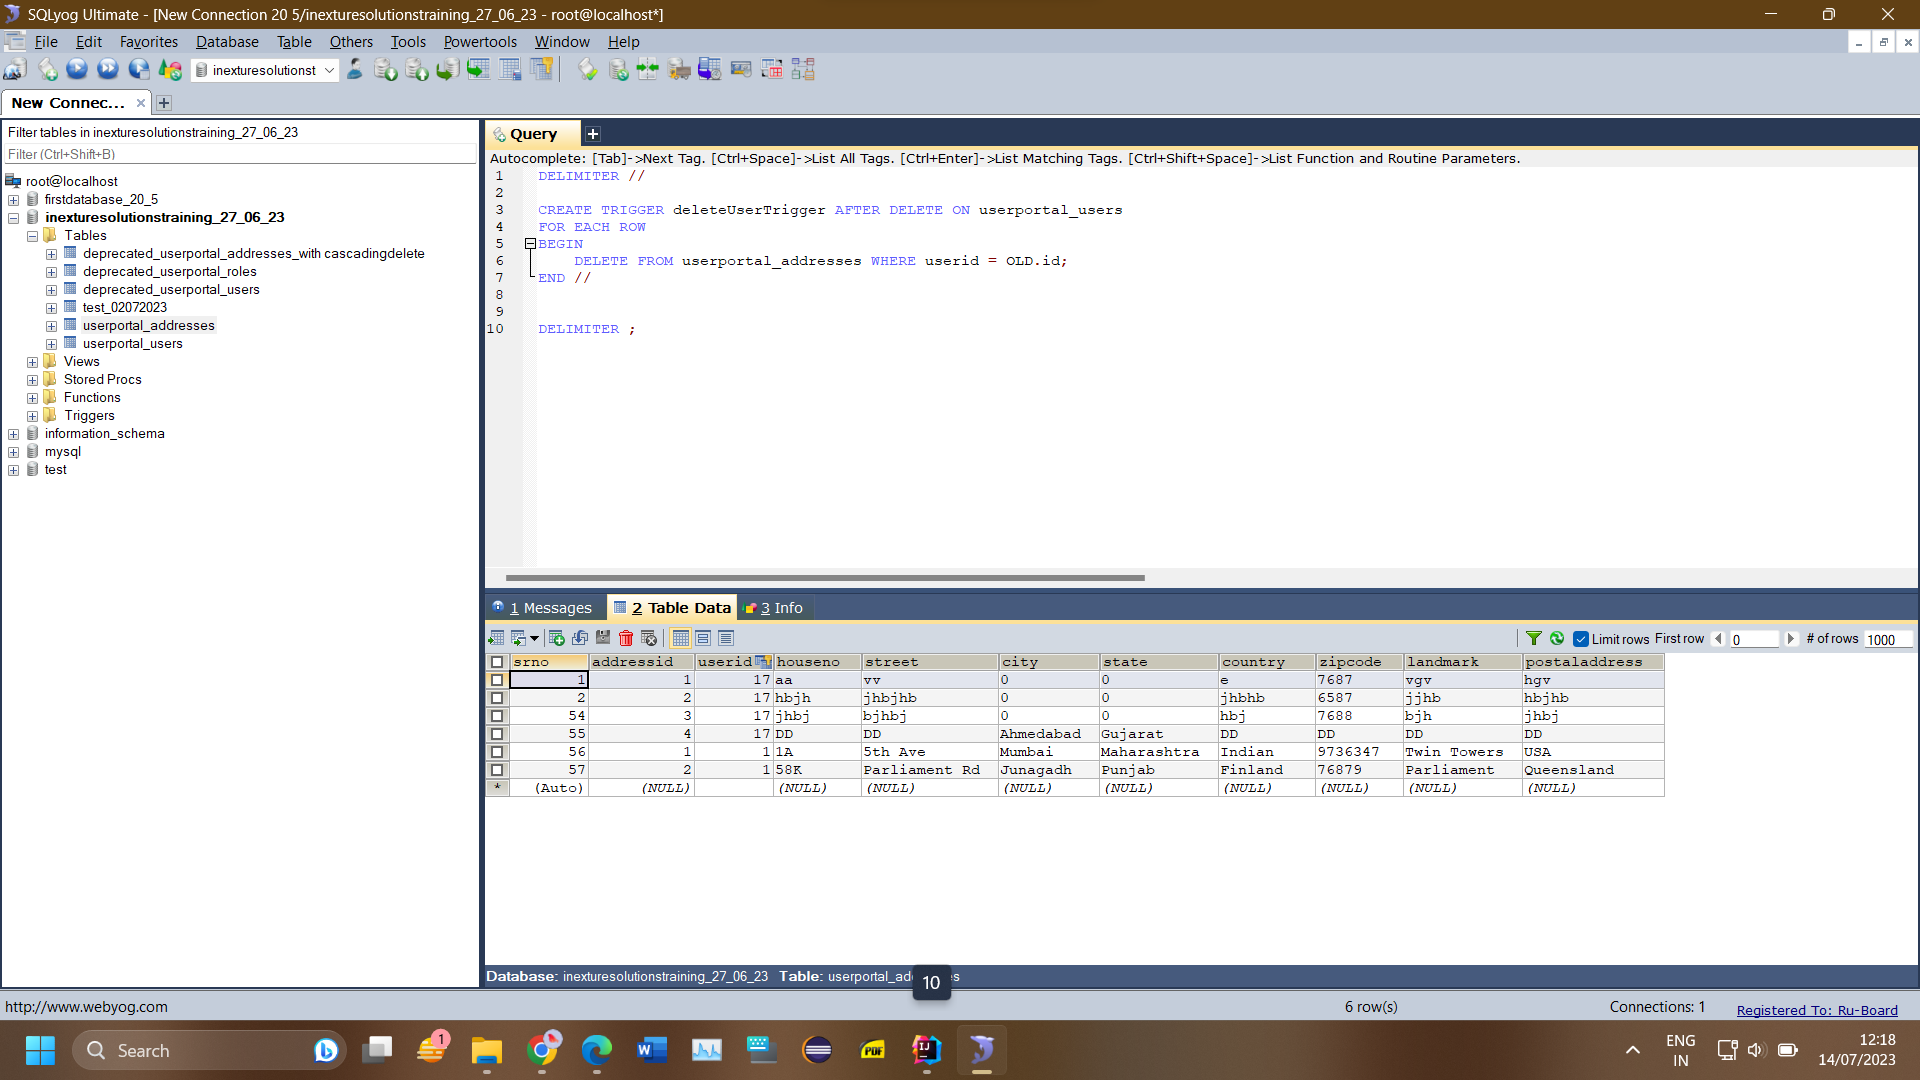 SQLyog Ultimate - [New Connection 20 5/inexturesolutionstraining_27_06_23 - root@localhost*]
File Edit Favorites Database Table Others Tools Powertools Window Help
inexturesolutionst
New Connec...
Filter tables in inexturesolutionstraining_27_06_23
Filter (Ctrl+Shift+B)
root@localhost
firstdatabase_20_5
inexturesolutionstraining_27_06_23
Tables
deprecated_userportal_addresses_with cascadingdelete
deprecated_userportal_roles
deprecated_userportal_users
test_02072023
userportal_addresses
userportal_users
Views
Stored Procs
Functions
Triggers
information_schema
mysql
test
Query
Autocomplete: [Tab]->Next Tag. [Ctrl+Space]->List All Tags. [Ctrl+Enter]->List Matching Tags. [Ctrl+Shift+Space]->List Function and Routine Parameters.
1 DELIMITER //
2
3 CREATE TRIGGER deleteUserTrigger AFTER DELETE ON userportal_users
4 FOR EACH ROW
5 BEGIN
6 DELETE FROM userportal_addresses WHERE userid = OLD.id;
7 END //
8
9
10 DELIMITER ;
1 Messages 2 Table Data 3 Info
Limit rows First row 0 # of rows 1000
srno addressid userid houseno street city state country zipcode landmark postaladdress
1 1 17 aa vv 0 0 e 7687 vgv hgv
2 2 17 hbjh jhbjhb 0 0 jhbhb 6587 jjhb hbjhb
54 3 17 jhbj bjhbj 0 0 hbj 7688 bjh jhbj
55 4 17 DD DD Ahmedabad Gujarat DD DD DD DD
56 1 1 1A 5th Ave Mumbai Maharashtra Indian 9736347 Twin Towers USA
57 2 1 58K Parliament Rd Junagadh Punjab Finland 76879 Parliament Queensland
* (Auto) (NULL) (NULL) (NULL) (NULL) (NULL) (NULL) (NULL) (NULL) (NULL)
Database: inexturesolutionstraining_27_06_23 Table: userportal_ad
10
http://www.webyog.com 6 row(s) Connections: 1 Registered To: Ru-Board
Search
1
W
PDF
IJ
ENG
IN
12:18
14/07/2023